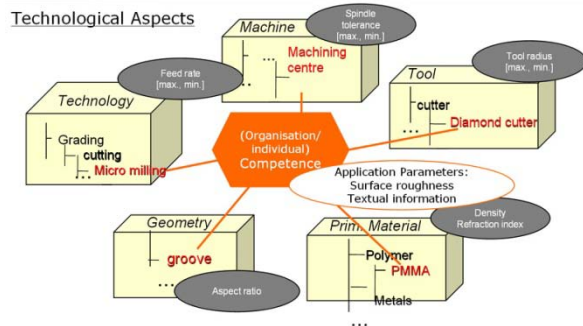 Technological Aspects
Machine
Spindle
tolerance
[max., min.]
...
Machining
centre
...
Feed rate
[max., min.]
Technology
Grading
cutting
Micro milling
...
Tool radius
[max., min.]
Tool
cutter
Diamond cutter
...
(Organisation/
individual)
Competence
Application Parameters:
Surface roughness
Textual information
Geometry
groove
...
Aspect ratio
Prim Material
Density
Refraction index
Polymer
PMMA
Metals
...